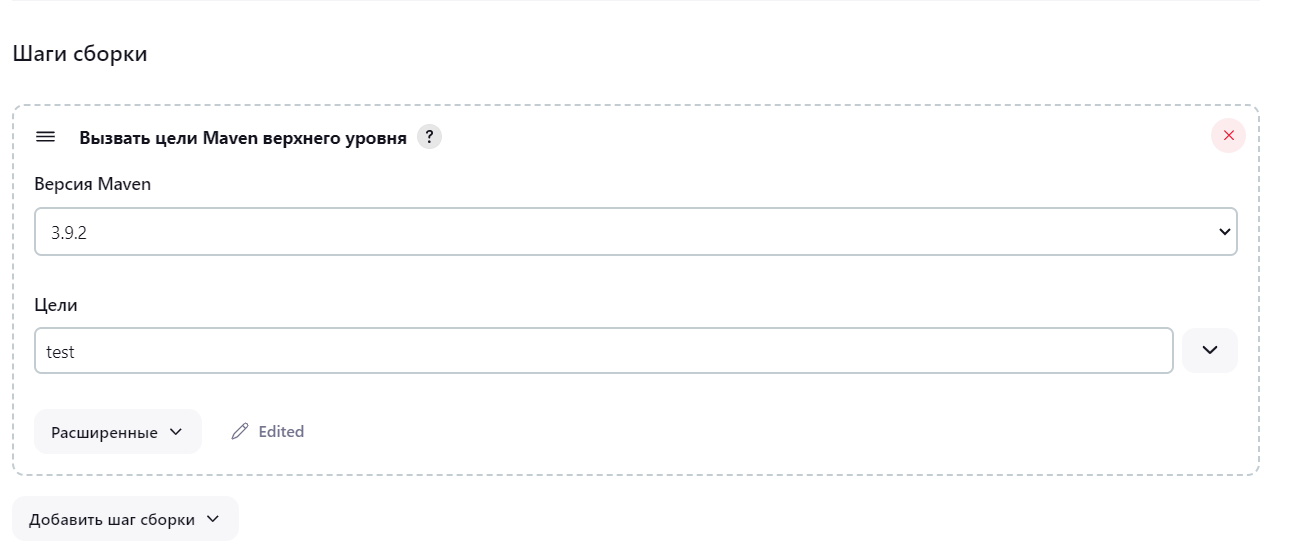 Шаги сборки
Вызвать цели Maven верхнего уровня ?
Версия Maven
3.9.2
Цели
test
Расширенные Edited
Добавить шаг сборки